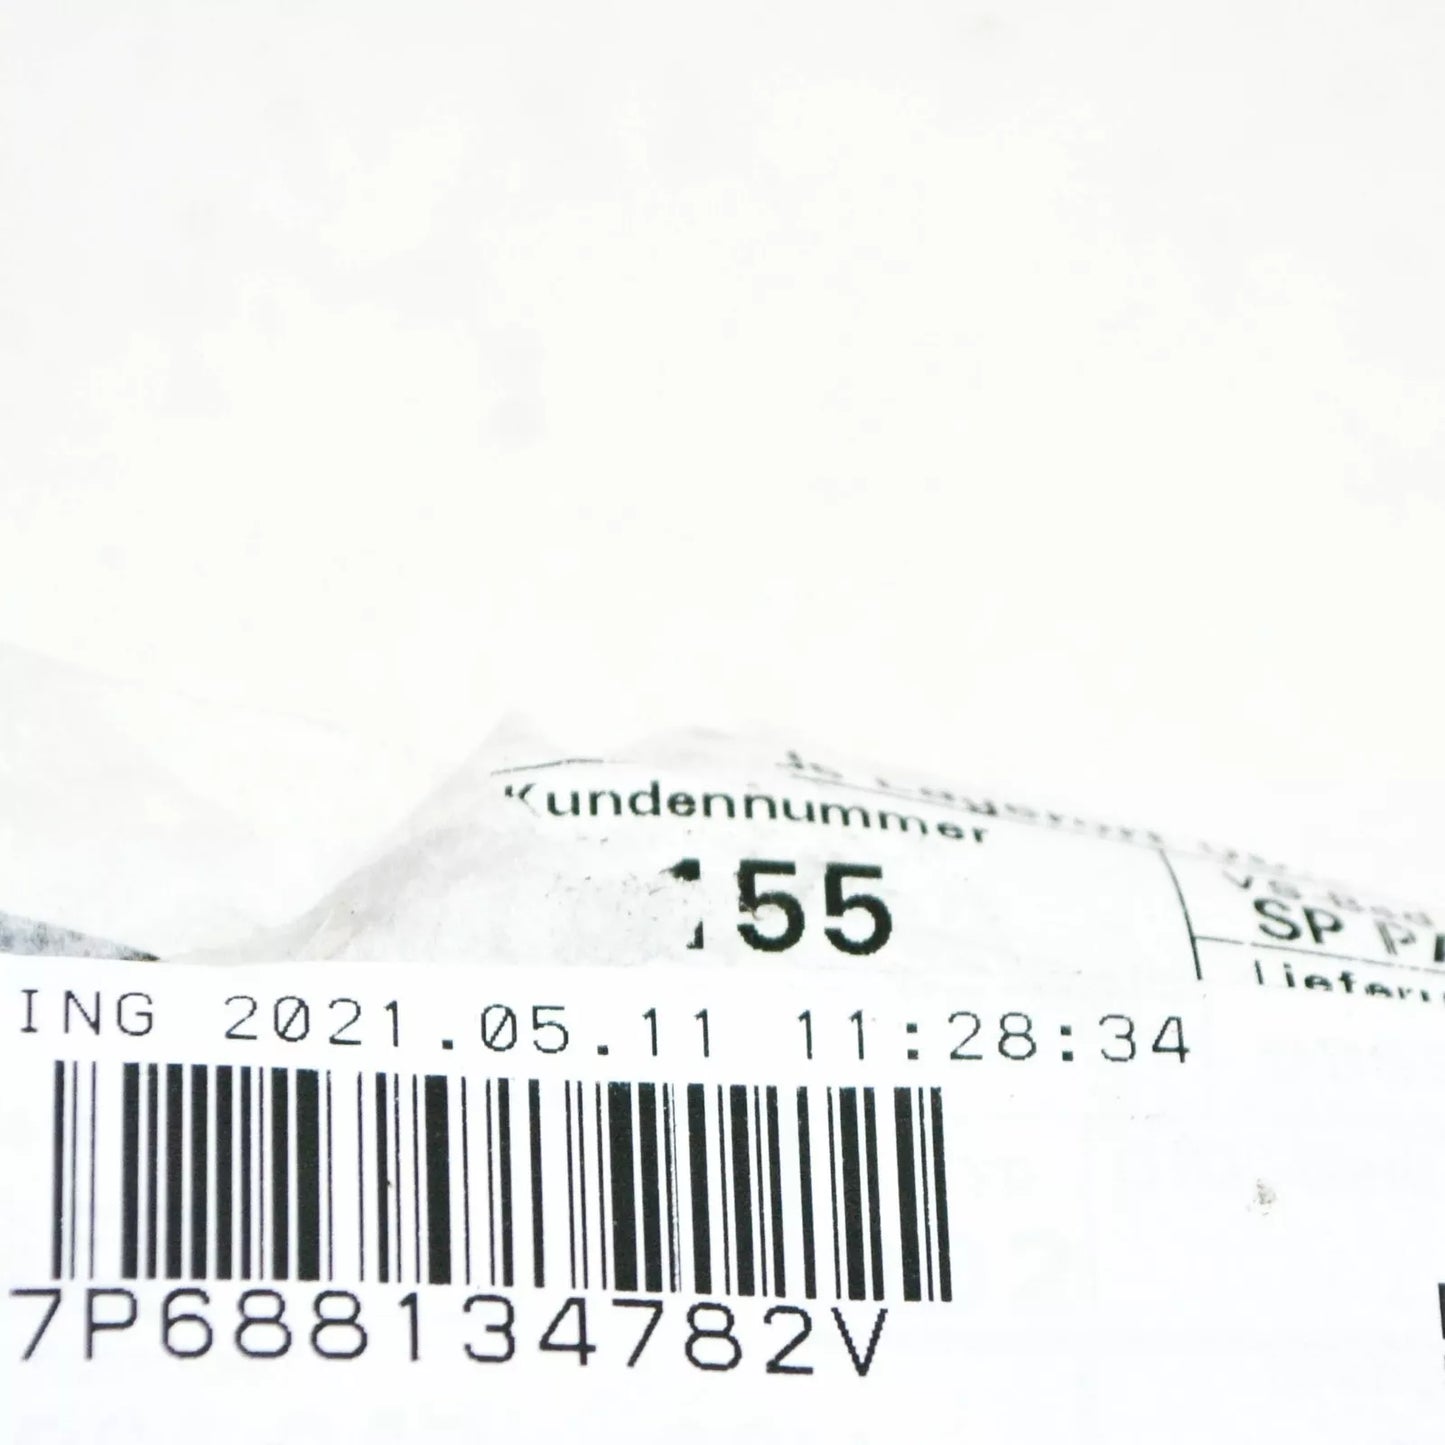 Kundennummer
155
SP
ING 2021.05.11 11:28:34
7P688134782V